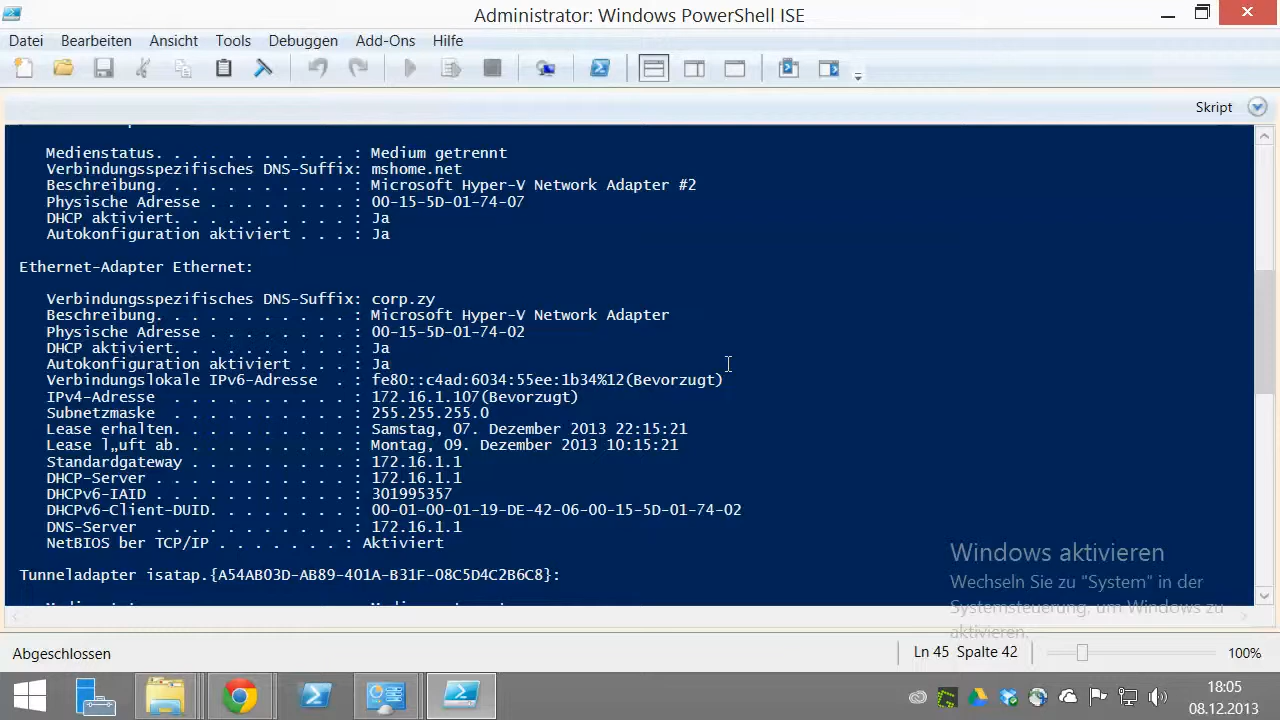 Administrator: Windows PowerShell ISE
Datei Bearbeiten Ansicht Tools Debuggen Add-Ons Hilfe
Skript
Medienstatus. . . . . . . . . . . : Medium getrennt
Verbindungsspezifisches DNS-Suffix: mshome.net
Beschreibung. . . . . . . . . . . : Microsoft Hyper-V Network Adapter #2
Physische Adresse . . . . . . . . : 00-15-5D-01-74-07
DHCP aktiviert. . . . . . . . . . : Ja
Autokonfiguration aktiviert . . . : Ja
Ethernet-Adapter Ethernet:
Verbindungsspezifisches DNS-Suffix: corp.zy
Beschreibung. . . . . . . . . . . : Microsoft Hyper-V Network Adapter
Physische Adresse . . . . . . . . : 00-15-5D-01-74-02
DHCP aktiviert. . . . . . . . . . : Ja
Autokonfiguration aktiviert . . . : Ja
Verbindungslokale IPv6-Adresse  . : fe80::c4ad:6034:55ee:1b34%12(Bevorzugt)
IPv4-Adresse  . . . . . . . . . . : 172.16.1.107(Bevorzugt)
Subnetzmaske  . . . . . . . . . . : 255.255.255.0
Lease erhalten. . . . . . . . . . : Samstag, 07. Dezember 2013 22:15:21
Lease l„uft ab. . . . . . . . . . : Montag, 09. Dezember 2013 10:15:21
Standardgateway . . . . . . . . . : 172.16.1.1
DHCP-Server . . . . . . . . . . . : 172.16.1.1
DHCPv6-IAID . . . . . . . . . . . : 301995357
DHCPv6-Client-DUID. . . . . . . . : 00-01-00-01-19-DE-42-06-00-15-5D-01-74-02
DNS-Server  . . . . . . . . . . . : 172.16.1.1
NetBIOS ber TCP/IP . . . . . . . : Aktiviert
Tunneladapter isatap.{A54AB03D-AB89-401A-B31F-08C5D4C2B6C8}:
Windows aktivieren
Wechseln Sie zu "System" in der
Systemsteuerung, um Windows zu
aktivieren.
Abgeschlossen
Ln 45 Spalte 42
100%
18:05
08.12.2013